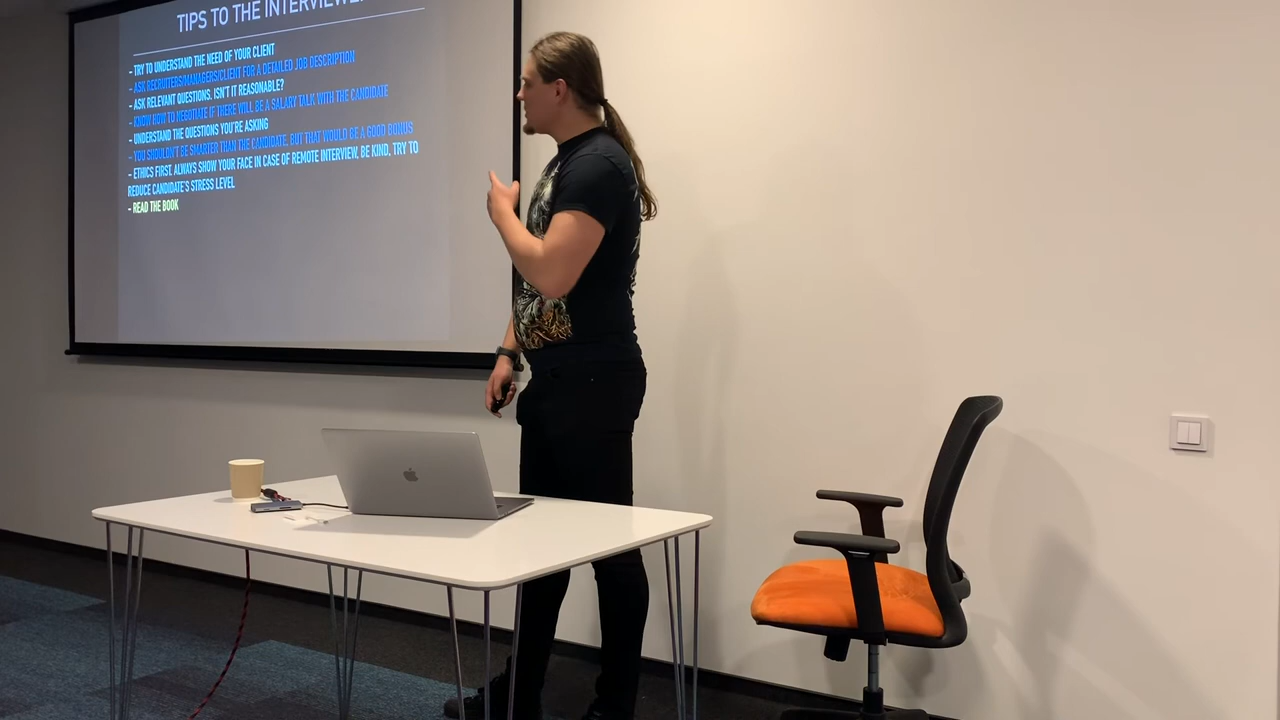 TIPS TO THE INTERVIEWER
- TRY TO UNDERSTAND THE NEED OF YOUR CLIENT
- ASK RECRUITERS/MANAGERS/CLIENT FOR A DETAILED JOB DESCRIPTION
- ASK RELEVANT QUESTIONS. ISN'T IT REASONABLE?
- KNOW HOW TO NEGOTIATE IF THERE WILL BE A SALARY TALK WITH THE CANDIDATE
- UNDERSTAND THE QUESTIONS YOU'RE ASKING
- YOU SHOULDN'T BE SMARTER THAN THE CANDIDATE, BUT THAT WOULD BE A GOOD BONUS
- ETHICS FIRST. ALWAYS SHOW YOUR FACE IN CASE OF REMOTE INTERVIEW, BE KIND, TRY TO
REDUCE CANDIDATE'S STRESS LEVEL
- READ THE BOOK